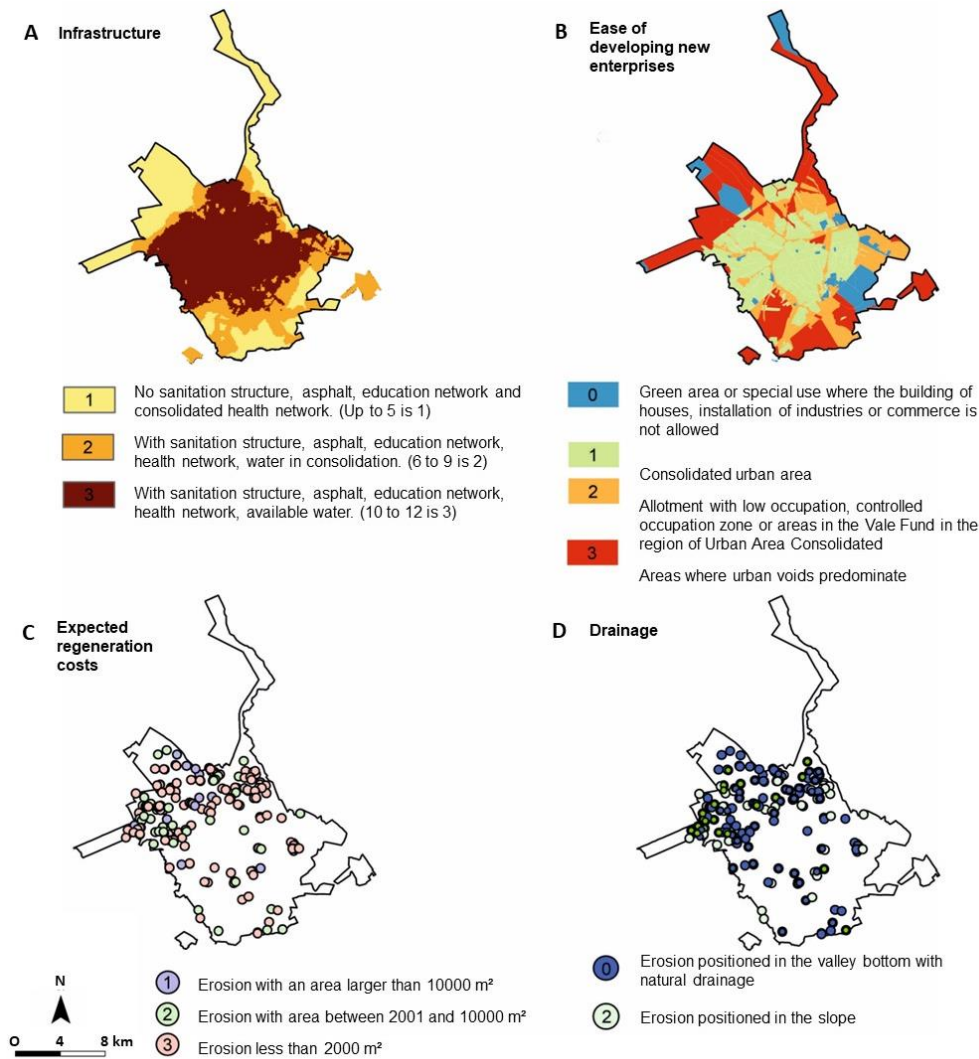 A Infrastructure
B Ease of
developing new
enterprises
1 No sanitation structure, asphalt, education network and
consolidated health network. (Up to 5 is 1)
2 With sanitation structure, asphalt, education network,
health network, water in consolidation. (6 to 9 is 2)
3 With sanitation structure, asphalt, education network,
health network, available water. (10 to 12 is 3)
0 Green area or special use where the building of
houses, installation of industries or commerce is
not allowed
1
Consolidated urban area
2
Allotment with low occupation, controlled
occupation zone or areas in the Vale Fund in the
region of Urban Area Consolidated
3
Areas where urban voids predominate
C Expected
regeneration
costs
D Drainage
N
O 4 8 km
1 Erosion with an area larger than 10000 m²
2 Erosion with area between 2001 and 10000 m²
3 Erosion less than 2000 m²
0 Erosion positioned in the valley bottom with
natural drainage
2 Erosion positioned in the slope